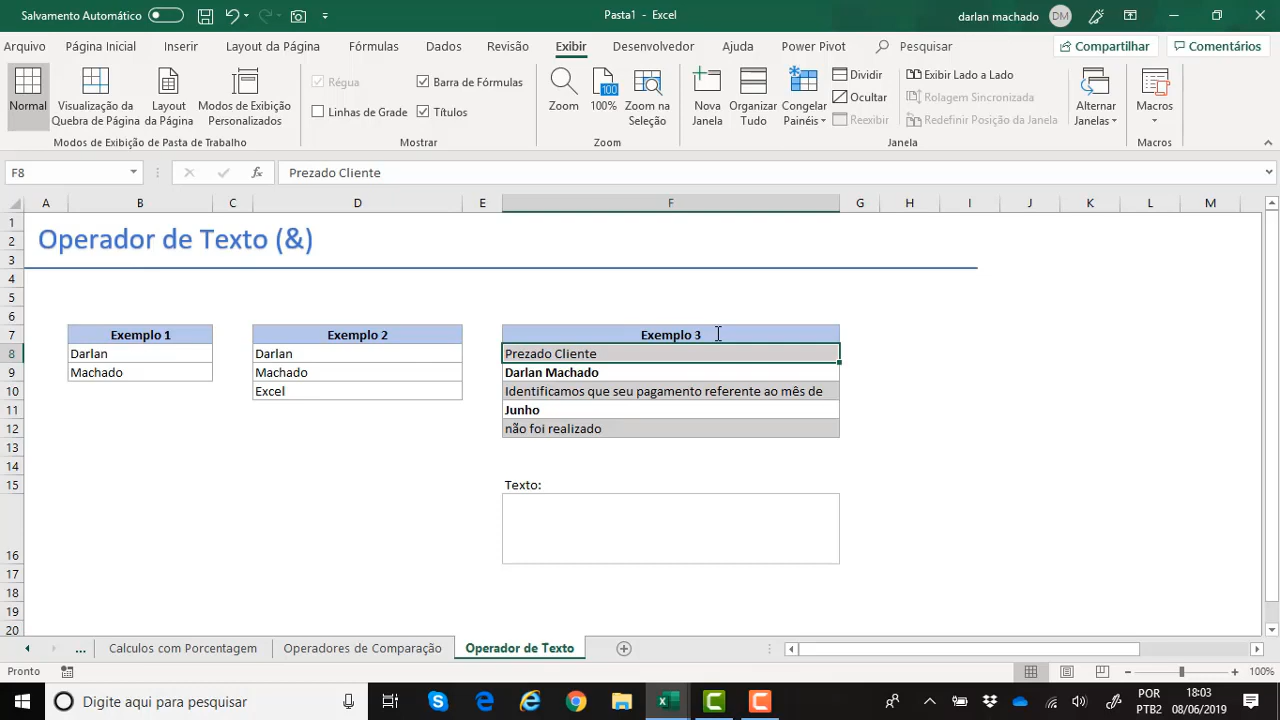 Salvamento Automático
Pasta1 - Excel
darlan machado
DM
Arquivo
Página Inicial
Inserir
Layout da Página
Fórmulas
Dados
Revisão
Exibir
Desenvolvedor
Ajuda
Power Pivot
Pesquisar
Compartilhar
Comentários
Normal
Visualização da
Quebra de Página
Layout
da Página
Modos de Exibição
Personalizados
Modos de Exibição de Pasta de Trabalho
Régua
Barra de Fórmulas
Linhas de Grade
Títulos
Mostrar
Zoom
100
100%
Zoom na
Seleção
Zoom
Nova
Janela
Organizar
Tudo
Congelar
Painéis
Dividir
Ocultar
Reexibir
Exibir Lado a Lado
Rolagem Sincronizada
Redefinir Posição da Janela
Alternar
Janelas
Janela
Macros
Macros
F8
fx
Prezado Cliente
A B C D E F G H I J K L M
1
2
3
4
5
6
7
8
9
10
11
12
13
14
15
16
17
18
19
20
Operador de Texto (&)
Exemplo 1
Darlan
Machado
Exemplo 2
Darlan
Machado
Excel
Exemplo 3
Prezado Cliente
Darlan Machado
Identificamos que seu pagamento referente ao mês de
Junho
não foi realizado
Texto:
...
Calculos com Porcentagem
Operadores de Comparação
Operador de Texto
Pronto
100%
Digite aqui para pesquisar
POR
PTB2
18:03
08/06/2019